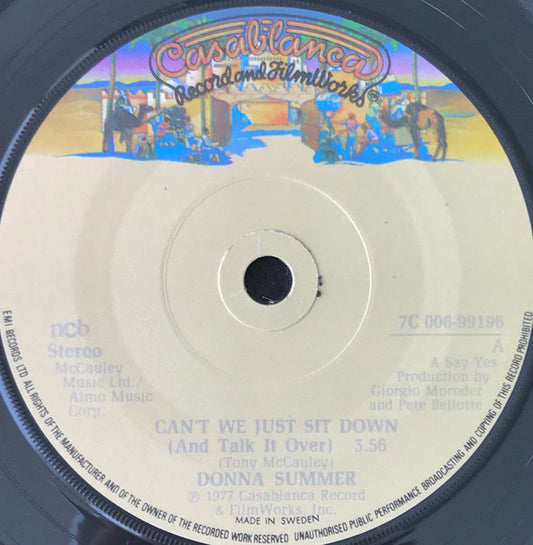 Casablanca
Record and FilmWorks®
ncb
Stereo
McCauley
Music Ltd./
Almo Music
Corp.
7C 006-99196
A
A Say Yes
Production by
Giorgio Moroder
and Pete Bellotte
CAN'T WE JUST SIT DOWN
(And Talk It Over) 3.56
(Tony McCauley)
DONNA SUMMER
℗ 1977 Casablanca Record
& FilmWorks, Inc.
MADE IN SWEDEN
EMI RECORDS LTD ALL RIGHTS OF THE MANUFACTURER AND OF THE OWNER OF THE RECORDED WORK RESERVED UNAUTHORISED PUBLIC PERFORMANCE BROADCASTING AND COPYING OF THIS RECORD PROHIBITED